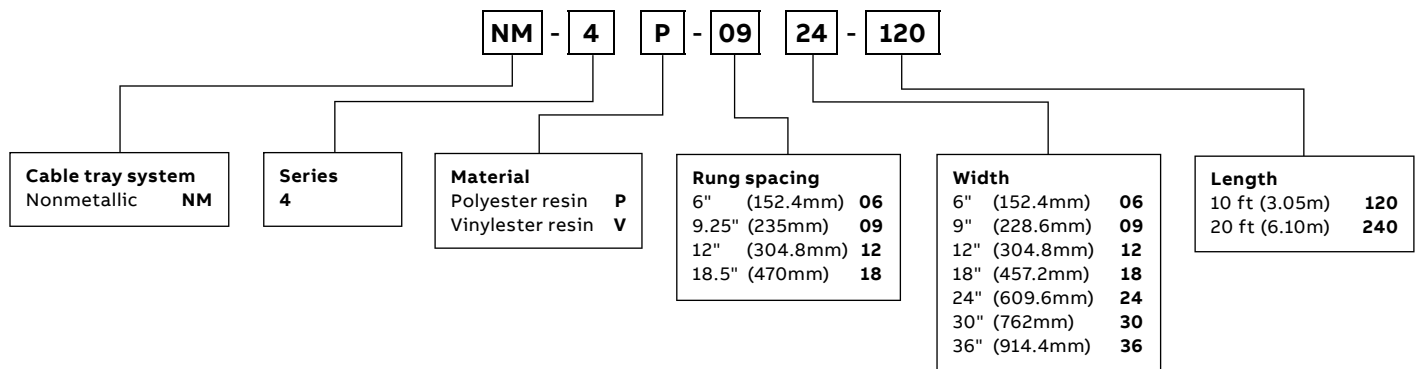 NM - 4 P - 09 24 - 120
Cable tray system
Nonmetallic NM
Series
4
Material
Polyester resin P
Vinylester resin V
Rung spacing
6" (152.4mm) 06
9.25" (235mm) 09
12" (304.8mm) 12
18.5" (470mm) 18
Width
6" (152.4mm) 06
9" (228.6mm) 09
12" (304.8mm) 12
18" (457.2mm) 18
24" (609.6mm) 24
30" (762mm) 30
36" (914.4mm) 36
Length
10 ft (3.05m) 120
20 ft (6.10m) 240